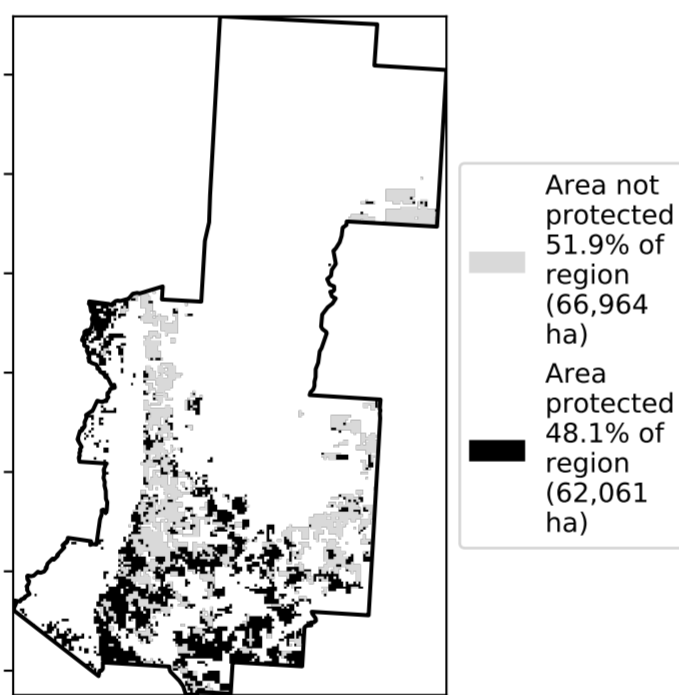 Area not
protected
51.9% of
region
(66,964
ha)
Area
protected
48.1% of
region
(62,061
ha)